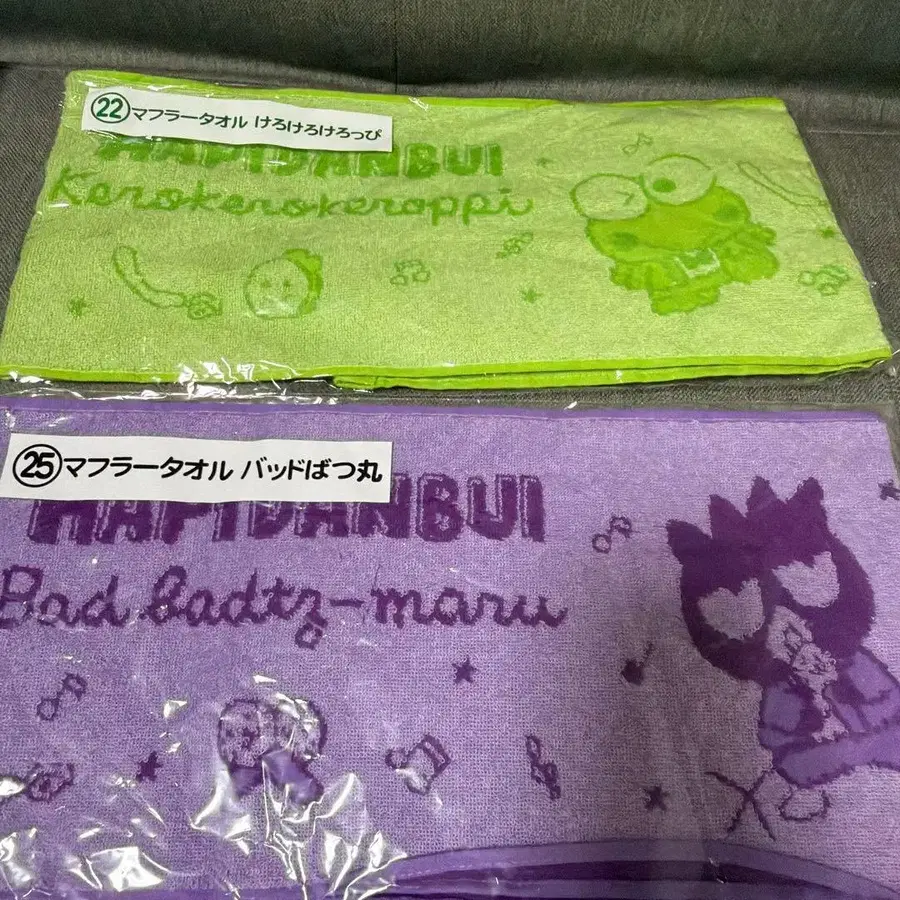 ㉒マフラータオル けろけろけろっぴ
HAPIDANBUI
Kerokerokeroppi
㉕マフラータオル バッドばつ丸
HAPIDANBUI
Bad badtz-maru